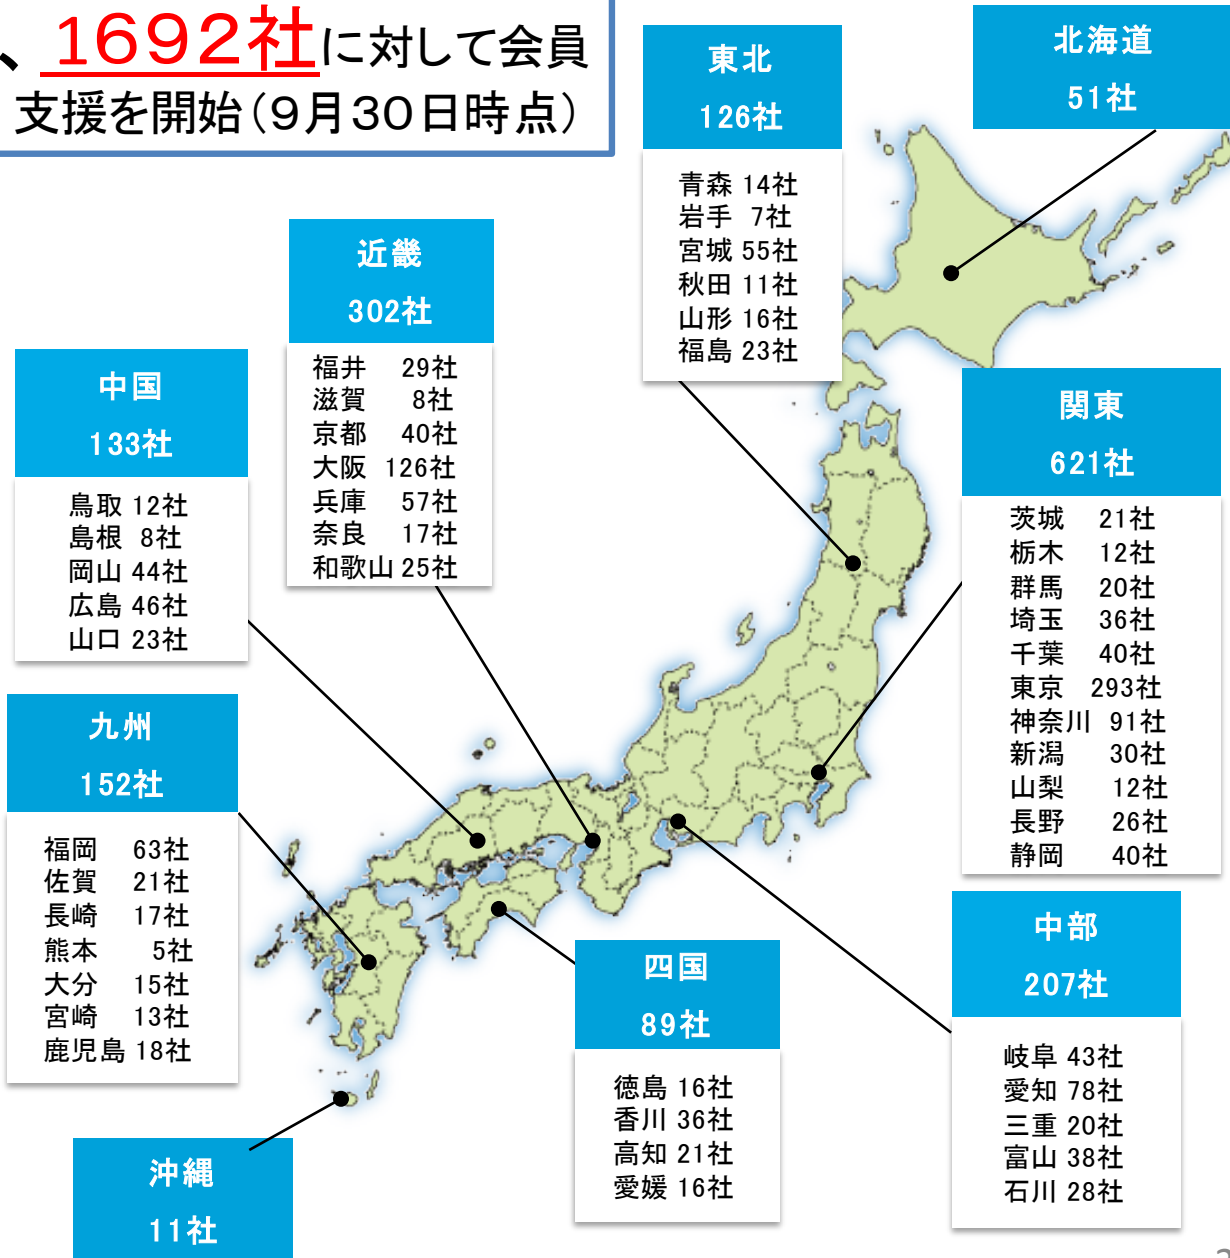 、1692社に対して会員
支援を開始(9月30日時点)
北海道
51社
東北
126社
青森 14社
岩手 7社
宮城 55社
秋田 11社
山形 16社
福島 23社
近畿
302社
福井 29社
滋賀 8社
京都 40社
大阪 126社
兵庫 57社
奈良 17社
和歌山 25社
中国
133社
鳥取 12社
島根 8社
岡山 44社
広島 46社
山口 23社
関東
621社
茨城 21社
栃木 12社
群馬 20社
埼玉 36社
千葉 40社
東京 293社
神奈川 91社
新潟 30社
山梨 12社
長野 26社
静岡 40社
九州
152社
福岡 63社
佐賀 21社
長崎 17社
熊本 5社
大分 15社
宮崎 13社
鹿児島 18社
四国
89社
徳島 16社
香川 36社
高知 21社
愛媛 16社
中部
207社
岐阜 43社
愛知 78社
三重 20社
富山 38社
石川 28社
沖縄
11社